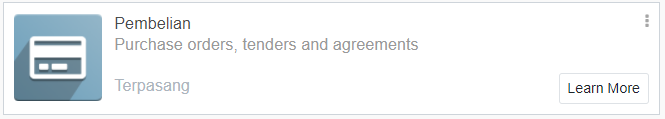 Pembelian
Purchase orders, tenders and agreements
Terpasang
Learn More